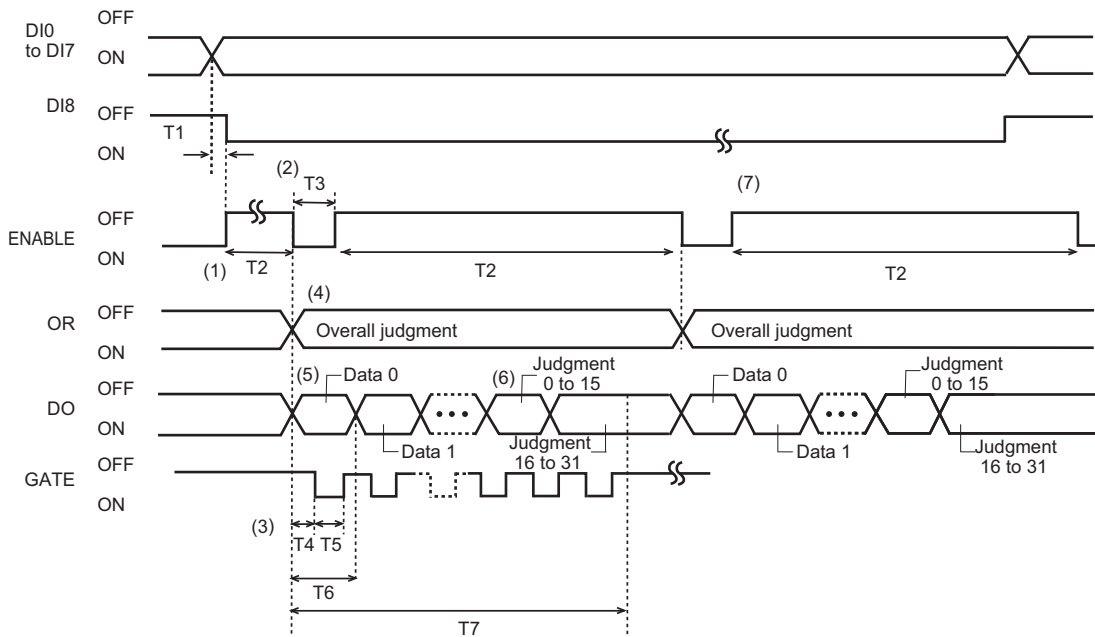 DI0
to DI7
OFF
ON
DI8
OFF
T1
ON
(2)
T3
(7)
ENABLE
OFF
ON
(1)
T2
T2
T2
(4)
OR
OFF
ON
Overall judgment
Overall judgment
DO
OFF
ON
(5)
Data 0
(6)
Judgment
0 to 15
Data 0
Judgment
0 to 15
Data 1
Judgment
16 to 31
Data 1
Judgment
16 to 31
GATE
OFF
ON
(3)
T4
T5
T6
T7